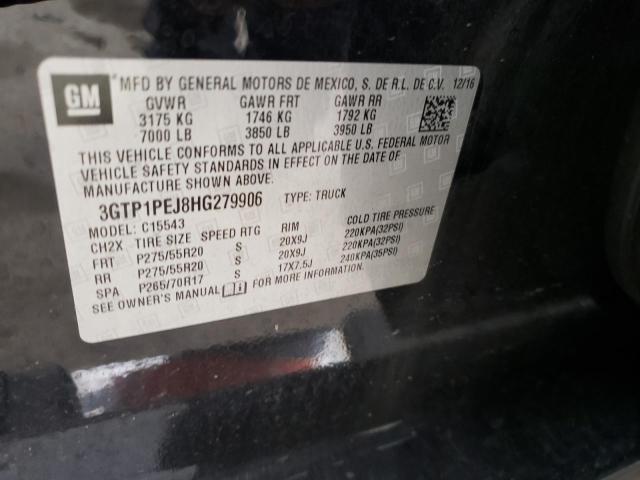 GM
MFD BY GENERAL MOTORS DE MEXICO, S. DE R.L. DE C.V. 12/16
GVWR GAWR FRT GAWR RR
3175 KG 1746 KG 1792 KG
7000 LB 3850 LB 3950 LB
THIS VEHICLE CONFORMS TO ALL APPLICABLE U.S. FEDERAL MOTOR
VEHICLE SAFETY STANDARDS IN EFFECT ON THE DATE OF
MANUFACTURE SHOWN ABOVE.
3GTP1PEJ8HG279906 TYPE: TRUCK
MODEL: C15543
CH2X TIRE SIZE SPEED RTG RIM COLD TIRE PRESSURE
FRT P275/55R20 S 20X9J 220KPA(32PSI)
RR P275/55R20 S 20X9J 220KPA(32PSI)
SPA P265/70R17 S 17X7.5J 240KPA(35PSI)
SEE OWNER'S MANUAL FOR MORE INFORMATION.